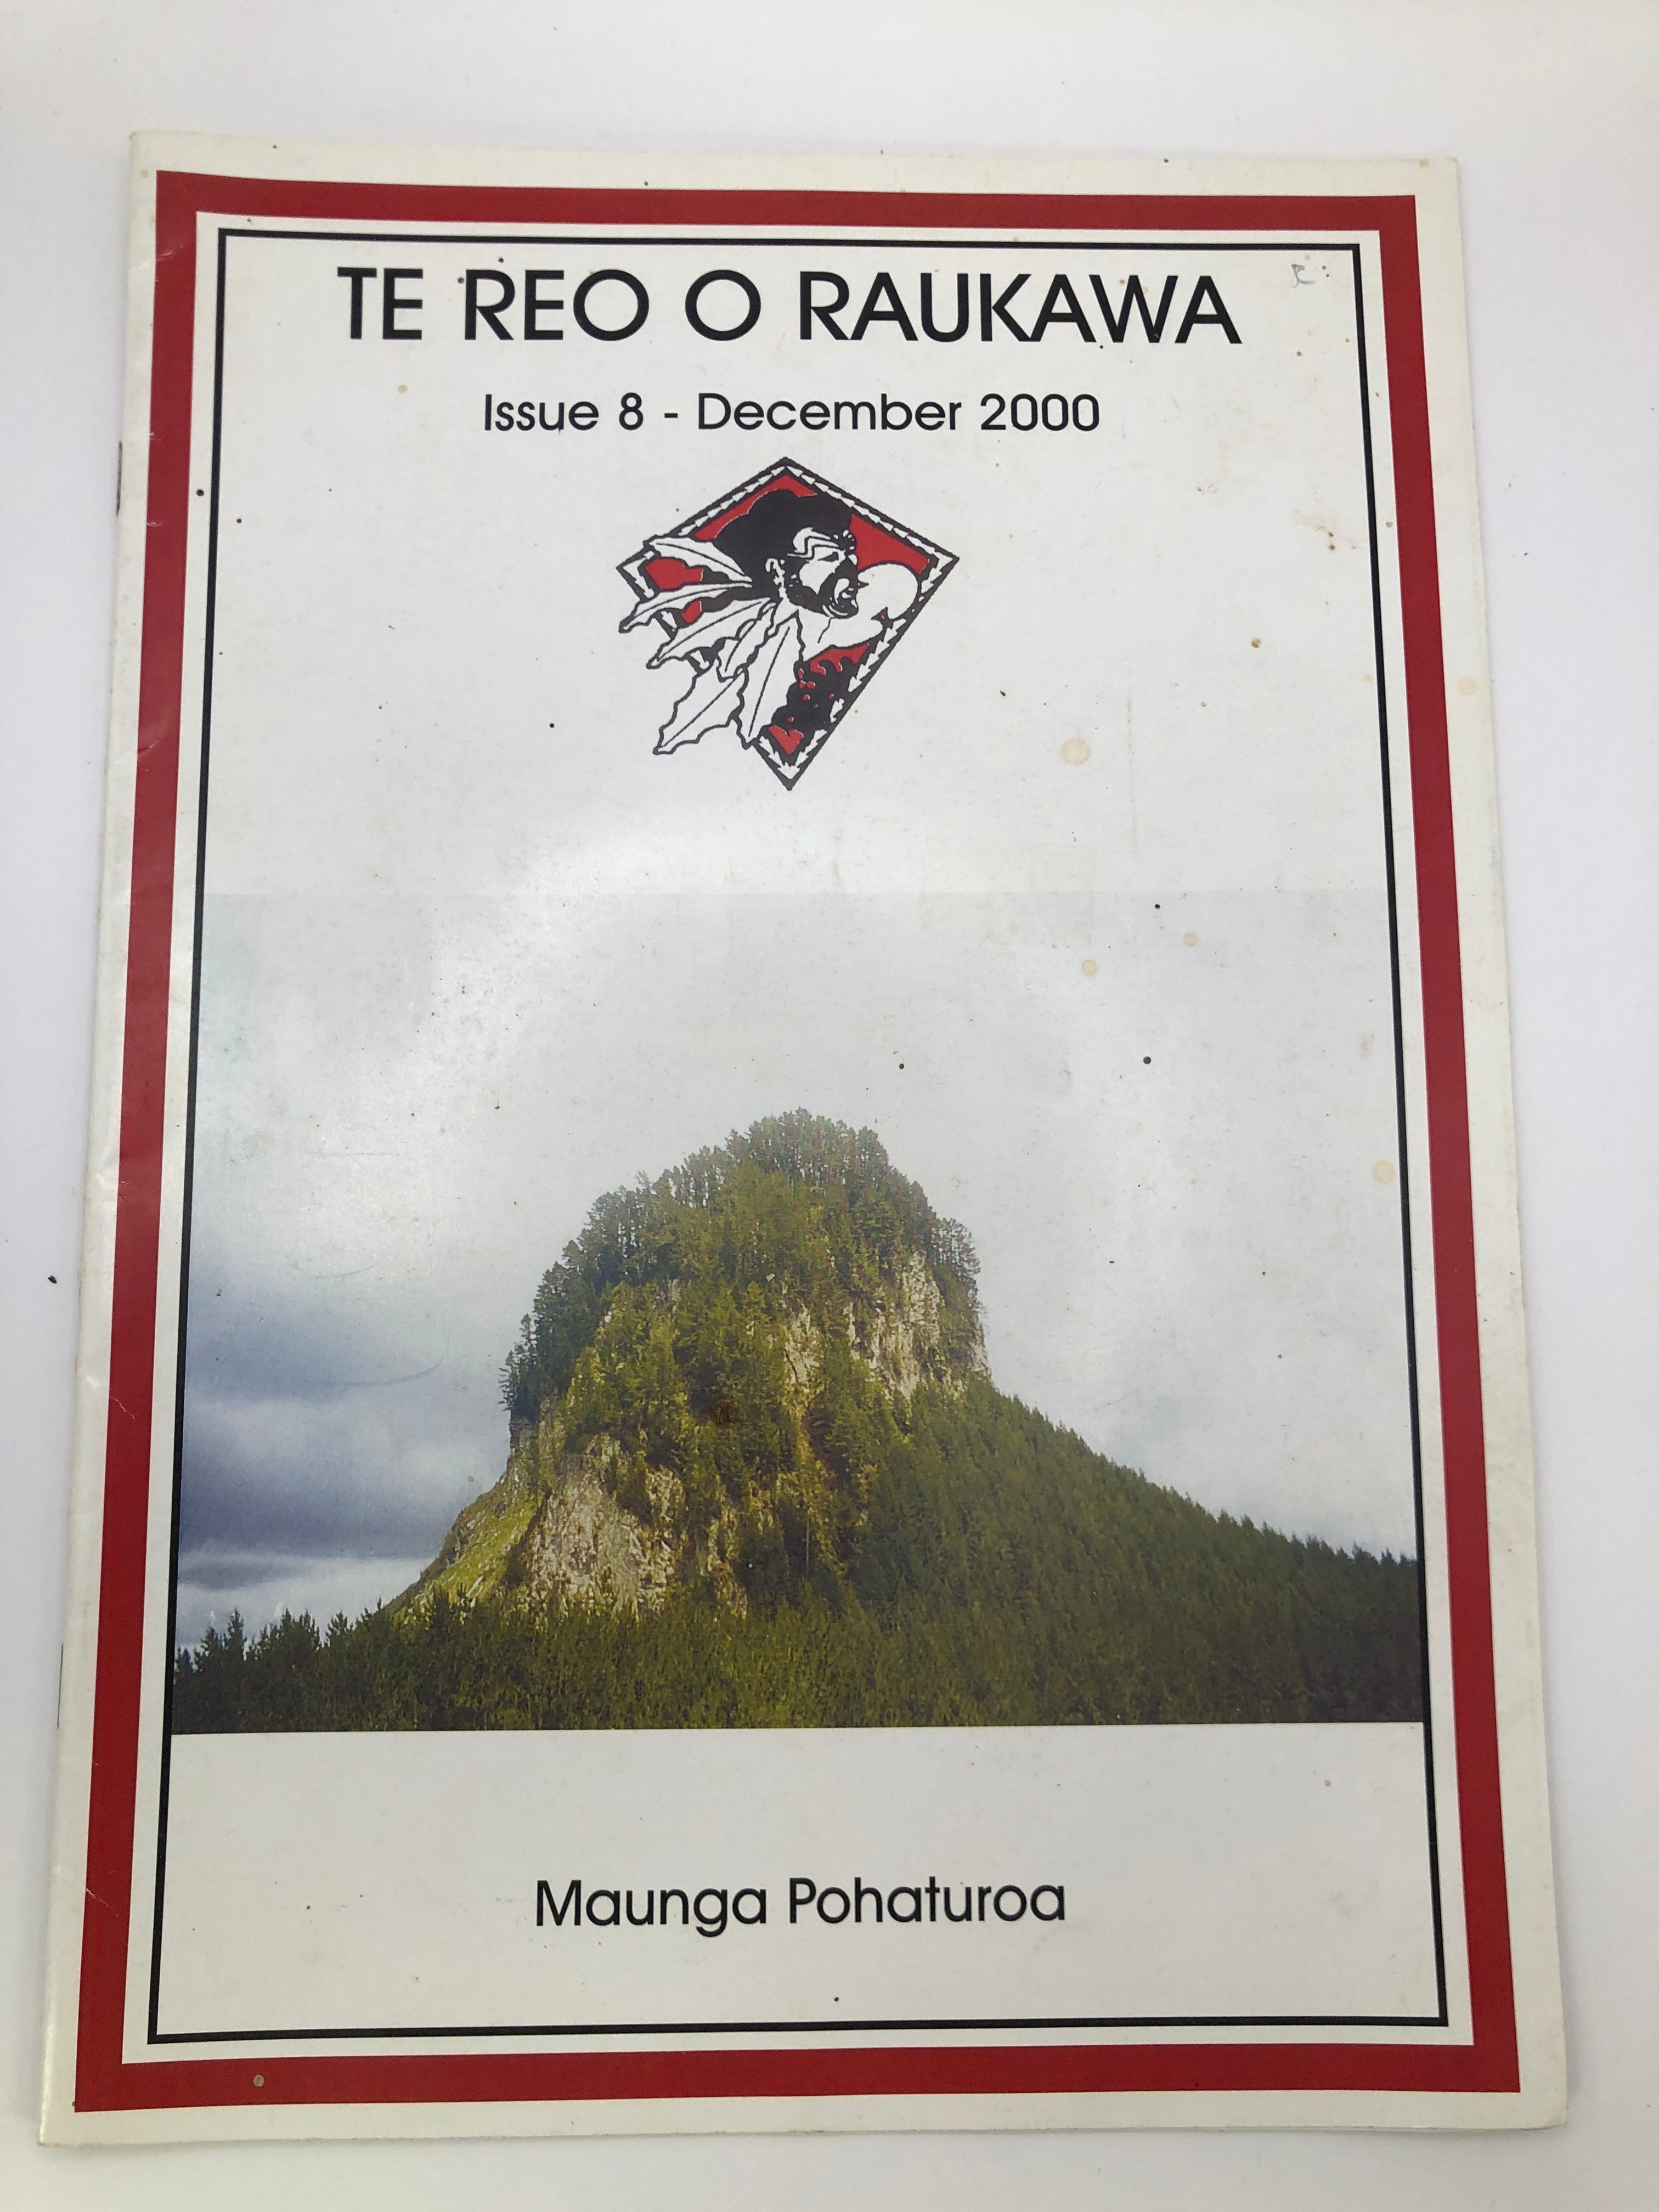 TE REO O RAUKAWA
Issue 8 - December 2000
Maunga Pohaturoa